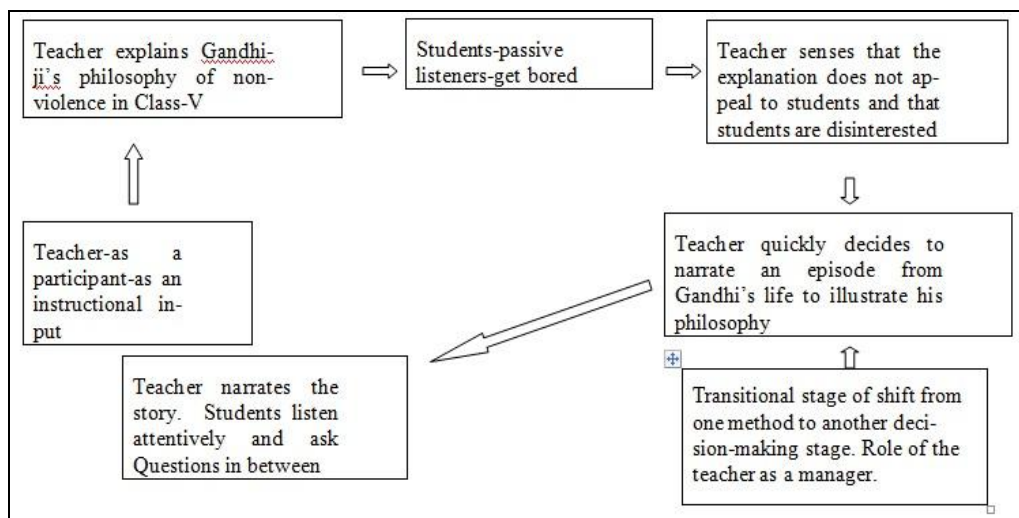 Teacher explains Gandhi-
ji's philosophy of non-
violence in Class-V
Students-passive
listeners-get bored
Teacher senses that the
explanation does not ap-
peal to students and that
students are disinterested
Teacher-as a
participant-as an
instructional in-
put
Teacher quickly decides to
narrate an episode from
Gandhi's life to illustrate his
philosophy
Teacher narrates the
story. Students listen
attentively and ask
Questions in between
Transitional stage of shift from
one method to another deci-
sion-making stage. Role of the
teacher as a manager.